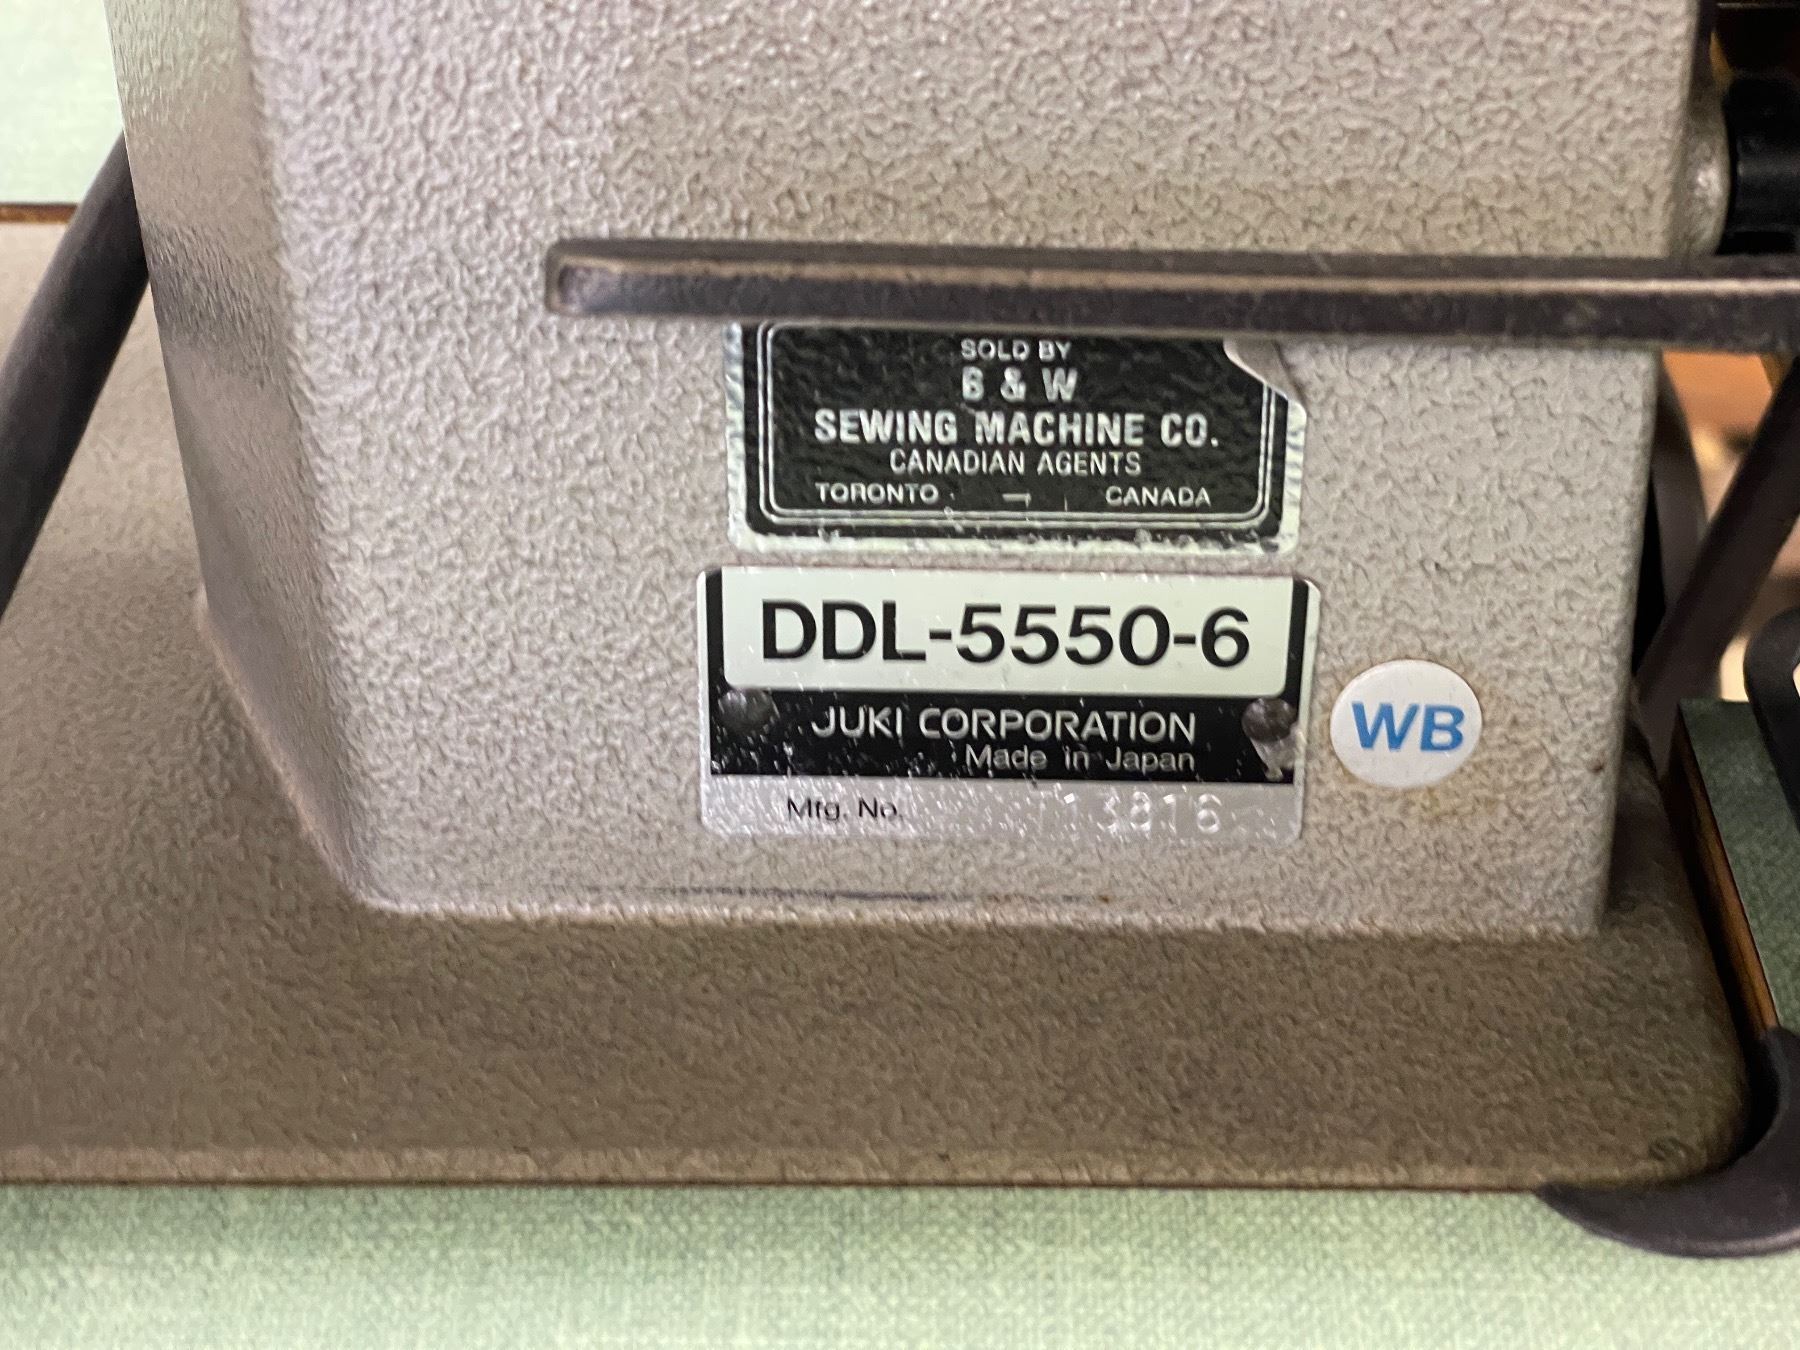 SOLD BY
B & W
SEWING MACHINE CO.
CANADIAN AGENTS
TORONTO — CANADA
DDL-5550-6
JUKI CORPORATION
Made in Japan
WB
Mfg. No.